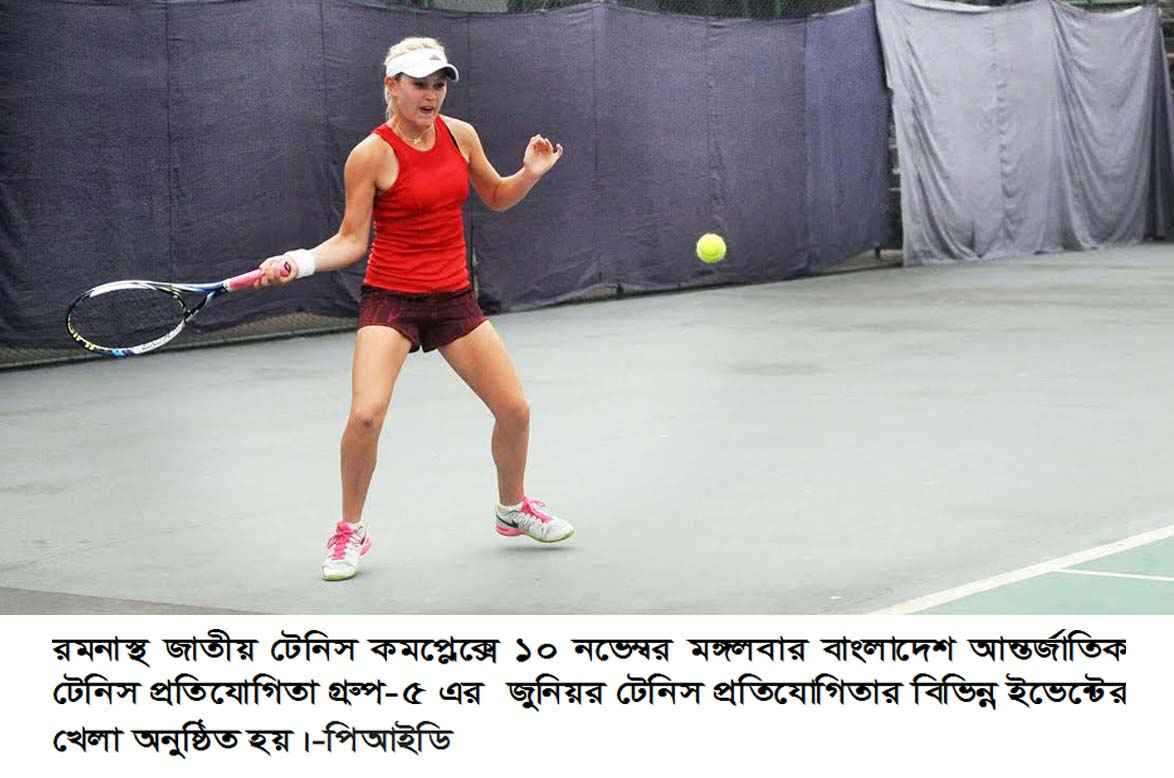 রমনাস্থ জাতীয় টেনিস কমপ্লেক্সে ১০ নভেম্বর মঙ্গলবার বাংলাদেশ আন্তর্জাতিক
টেনিস প্রতিযোগিতা গ্রুপ-৫ এর জুনিয়র টেনিস প্রতিযোগিতার বিভিন্ন ইভেন্টের
খেলা অনুষ্ঠিত হয়।-পিআইডি